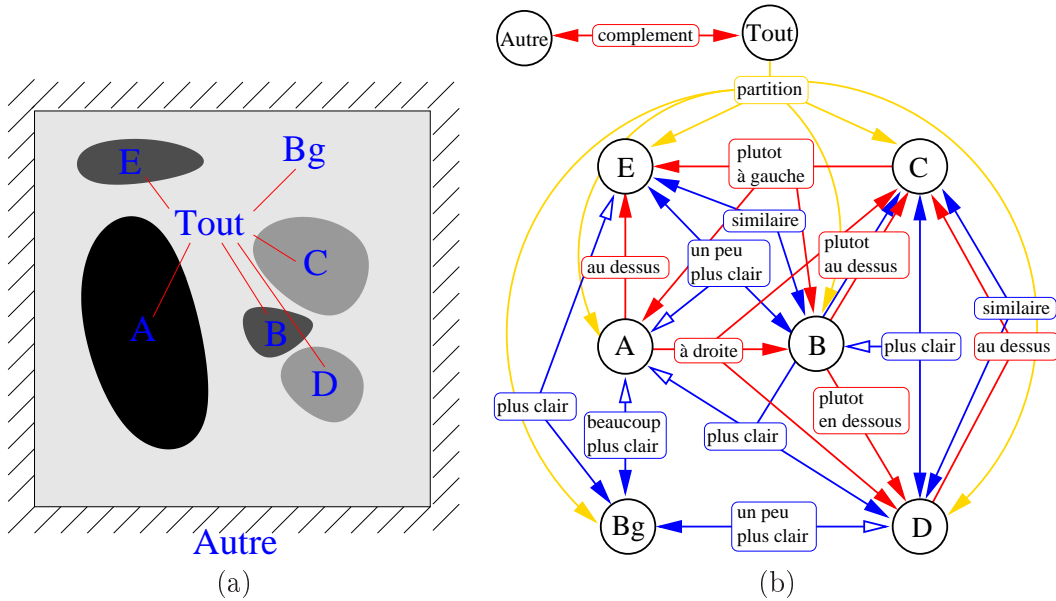 E
Bg
Tout
C
A
B
D
Autre
(a)
Autre
complement
Tout
partition
E
plutot
à gauche
C
similaire
un peu
plus clair
plutot
au dessus
au dessus
A
à droite
B
plus clair
similaire
au dessus
plus clair
beaucoup
plus clair
plus clair
plutot
en dessous
Bg
un peu
plus clair
D
(b)